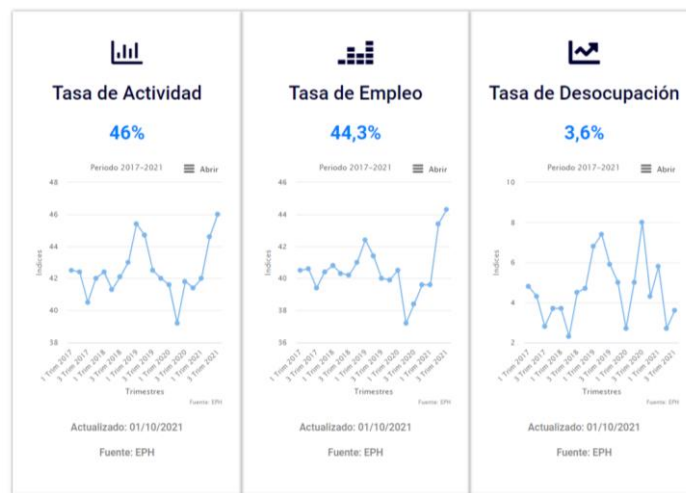 Tasa de Actividad
46%
Periodo 2017-2021
Abrir
48
46
44
42
40
38
Indices
1 Trim 2017
3 Trim 2017
1 Trim 2018
3 Trim 2018
1 Trim 2019
3 Trim 2019
1 Trim 2020
3 Trim 2020
1 Trim 2021
3 Trim 2021
Trimestres
Fuente: EPH
Actualizado: 01/10/2021
Fuente: EPH
Tasa de Empleo
44,3%
Periodo 2017-2021
Abrir
46
44
42
40
38
36
Indices
1 Trim 2017
3 Trim 2017
1 Trim 2018
3 Trim 2018
1 Trim 2019
3 Trim 2019
1 Trim 2020
3 Trim 2020
1 Trim 2021
3 Trim 2021
Trimestres
Fuente: EPH
Actualizado: 01/10/2021
Fuente: EPH
Tasa de Desocupación
3,6%
Periodo 2017-2021
Abrir
10
8
6
4
2
Indices
1 Trim 2017
3 Trim 2017
1 Trim 2018
3 Trim 2018
1 Trim 2019
3 Trim 2019
1 Trim 2020
3 Trim 2020
1 Trim 2021
3 Trim 2021
Trimestres
Fuente: EPH
Actualizado: 01/10/2021
Fuente: EPH